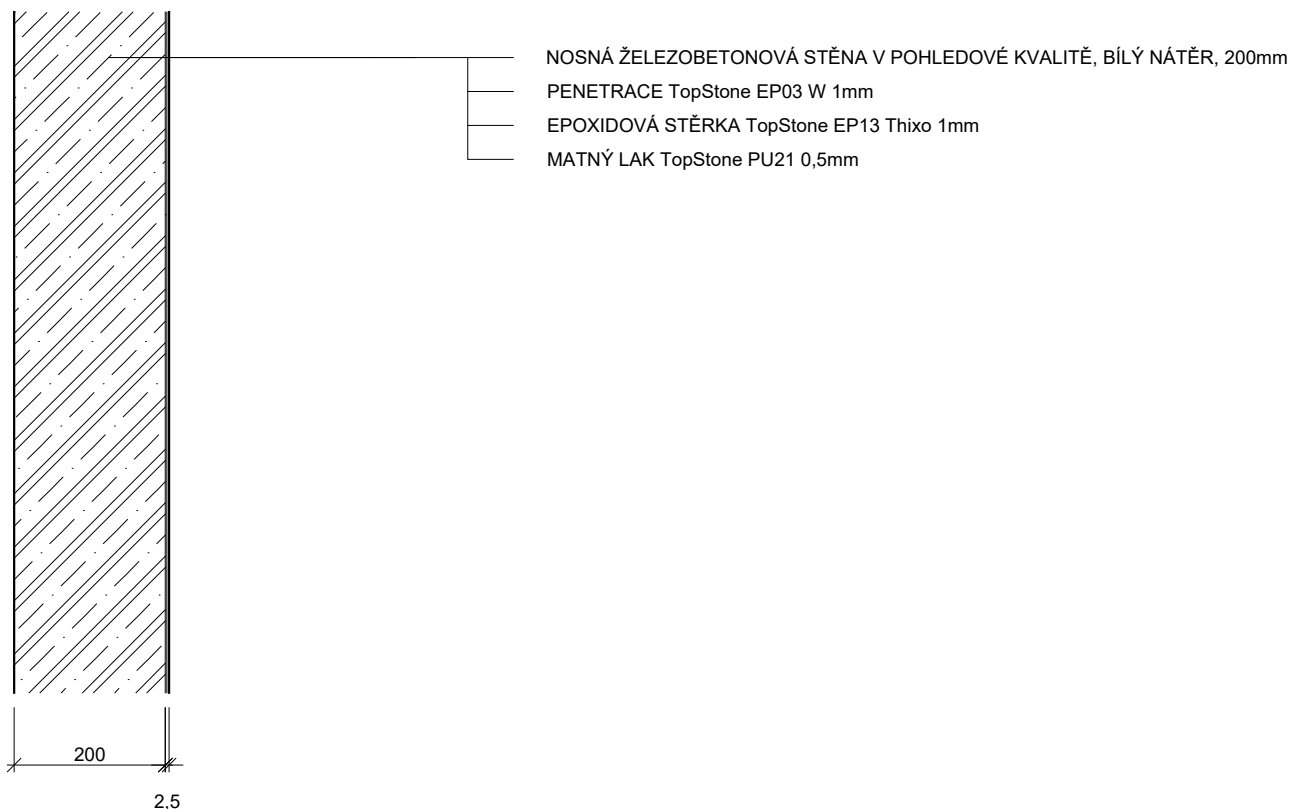 NOSNÁ ŽELEZOBETONOVÁ STĚNA V POHLEDOVÉ KVALITĚ, BÍLÝ NÁTĚR, 200mm
PENETRACE TopStone EP03 W 1mm
EPOXIDOVÁ STĚRKA TopStone EP13 Thixo 1mm
MATNÝ LAK TopStone PU21 0,5mm
200
2,5